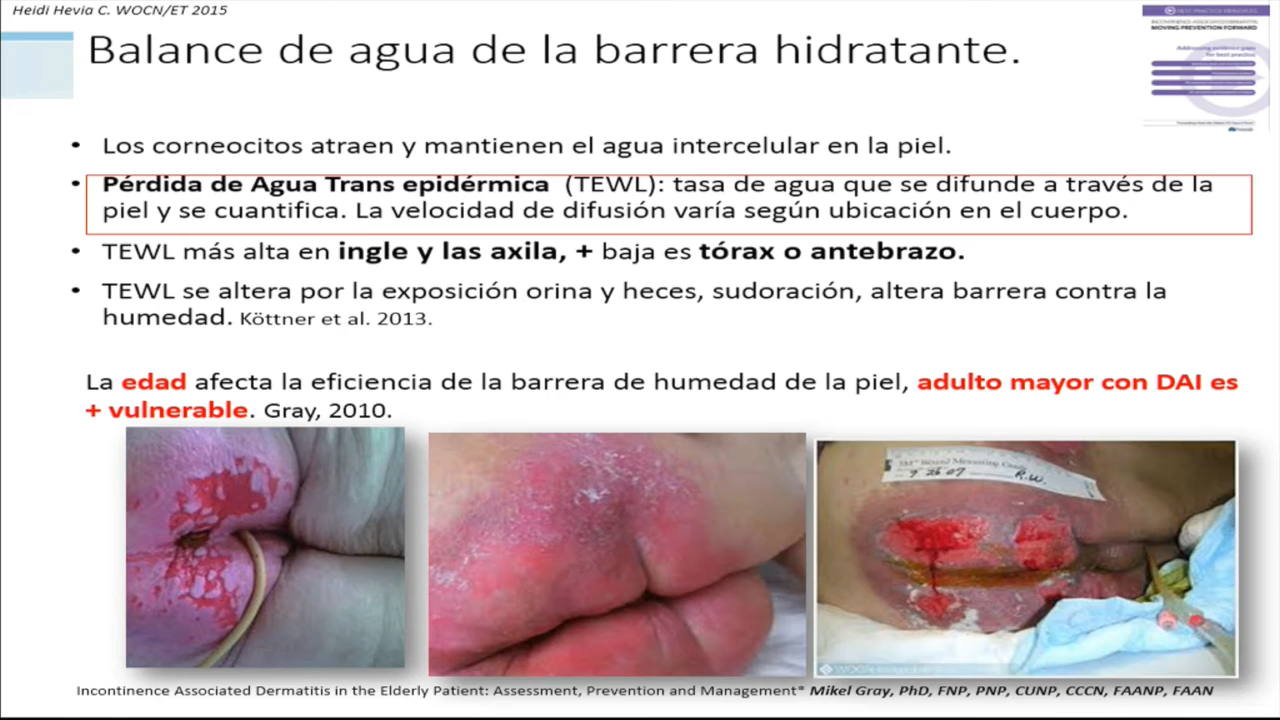 Heidi Hevia C. WOCN/ET 2015
MOVING PREVENTION FORWARD
Balance de agua de la barrera hidratante.
• Los corneocitos atraen y mantienen el agua intercelular en la piel.
• Pérdida de Agua Trans epidérmica (TEWL): tasa de agua que se difunde a través de la
piel y se cuantifica. La velocidad de difusión varía según ubicación en el cuerpo.
• TEWL más alta en ingle y las axila, + baja es tórax o antebrazo.
• TEWL se altera por la exposición orina y heces, sudoración, altera barrera contra la
humedad. Köttner et al. 2013.
La edad afecta la eficiencia de la barrera de humedad de la piel, adulto mayor con DAI es
+ vulnerable. Gray, 2010.
R.W.
Incontinence Associated Dermatitis in the Elderly Patient: Assessment, Prevention and Management" Mikel Gray, PhD, FNP, PNP, CUNP, CCCN, FAANP, FAAN